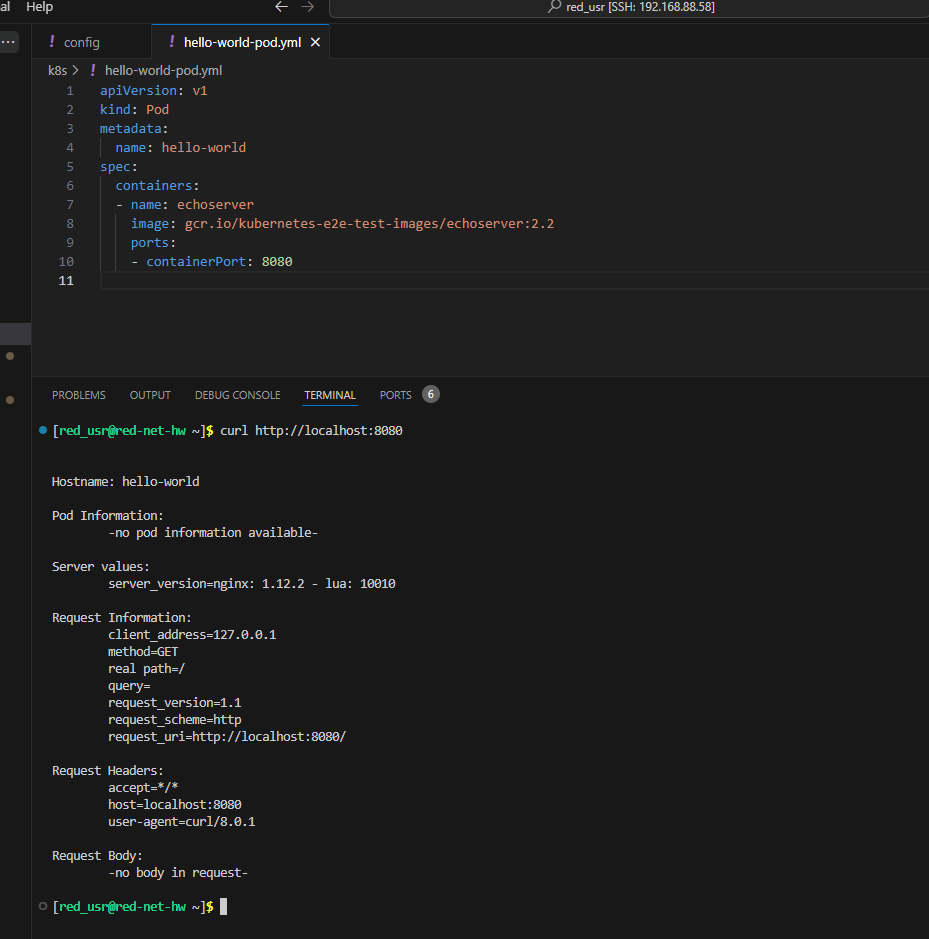 al Help
red_usr [SSH: 192.168.88.58]
config
hello-world-pod.yml
k8s > hello-world-pod.yml
1 apiVersion: v1
2 kind: Pod
3 metadata:
4   name: hello-world
5 spec:
6   containers:
7   - name: echoserver
8     image: gcr.io/kubernetes-e2e-test-images/echoserver:2.2
9     ports:
10     - containerPort: 8080
11
PROBLEMS OUTPUT DEBUG CONSOLE TERMINAL PORTS 6
[red_usr@red-net-hw ~]$ curl http://localhost:8080
Hostname: hello-world
Pod Information:
        -no pod information available-
Server values:
        server_version=nginx: 1.12.2 - lua: 10010
Request Information:
        client_address=127.0.0.1
        method=GET
        real path=/
        query=
        request_version=1.1
        request_scheme=http
        request_uri=http://localhost:8080/
Request Headers:
        accept=*/*
        host=localhost:8080
        user-agent=curl/8.0.1
Request Body:
        -no body in request-
[red_usr@red-net-hw ~]$